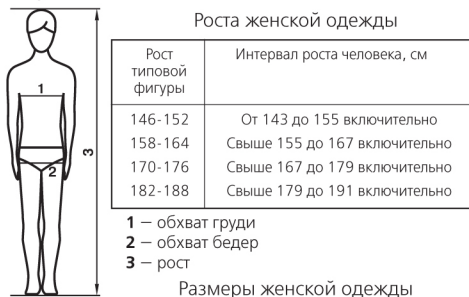 Роста женской одежды
Рост типовой фигуры
Интервал роста человека, см
146-152 От 143 до 155 включительно
158-164 Свыше 155 до 167 включительно
170-176 Свыше 167 до 179 включительно
182-188 Свыше 179 до 191 включительно
1
2
3
1 — обхват груди
2 — обхват бедер
3 — рост
Размеры женской одежды